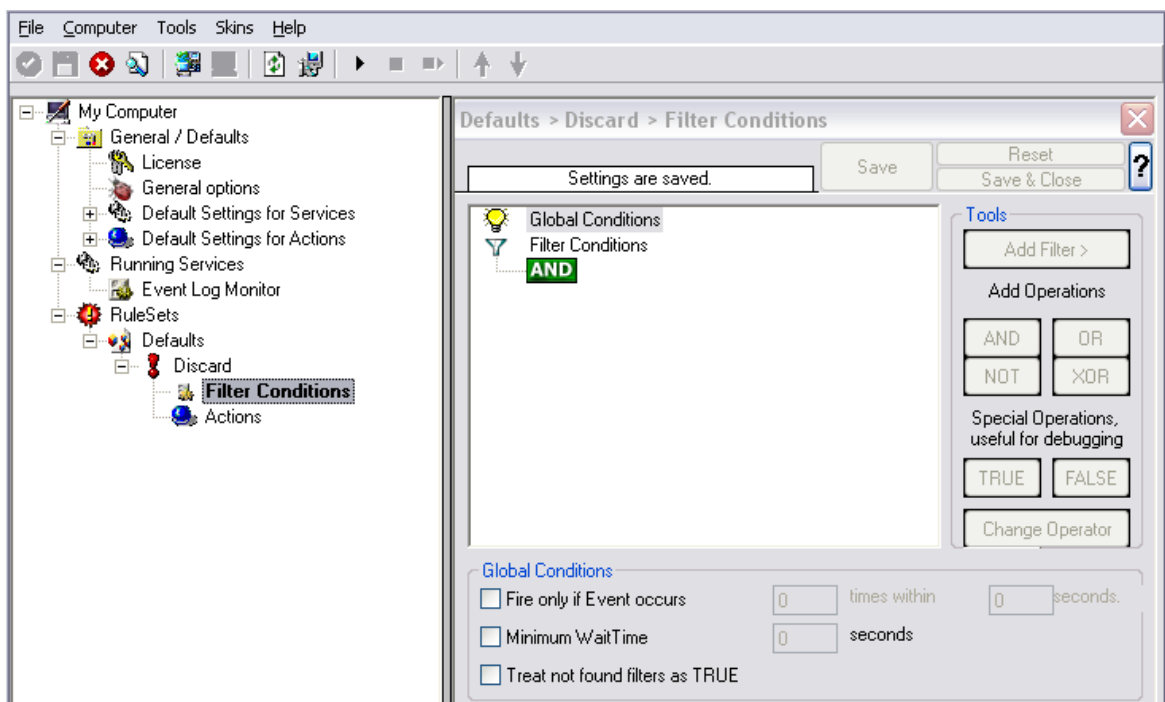 File Computer Tools Skins Help
My Computer
General / Defaults
License
General options
Default Settings for Services
Default Settings for Actions
Running Services
Event Log Monitor
RuleSets
Defaults
Discard
Filter Conditions
Actions
Defaults > Discard > Filter Conditions
Settings are saved.
Save
Reset
Save & Close
?
Global Conditions
Filter Conditions
AND
Tools
Add Filter >
Add Operations
AND OR
NOT XOR
Special Operations,
useful for debugging
TRUE FALSE
Change Operator
Global Conditions
Fire only if Event occurs 0 times within 0 seconds.
Minimum WaitTime 0 seconds
Treat not found filters as TRUE